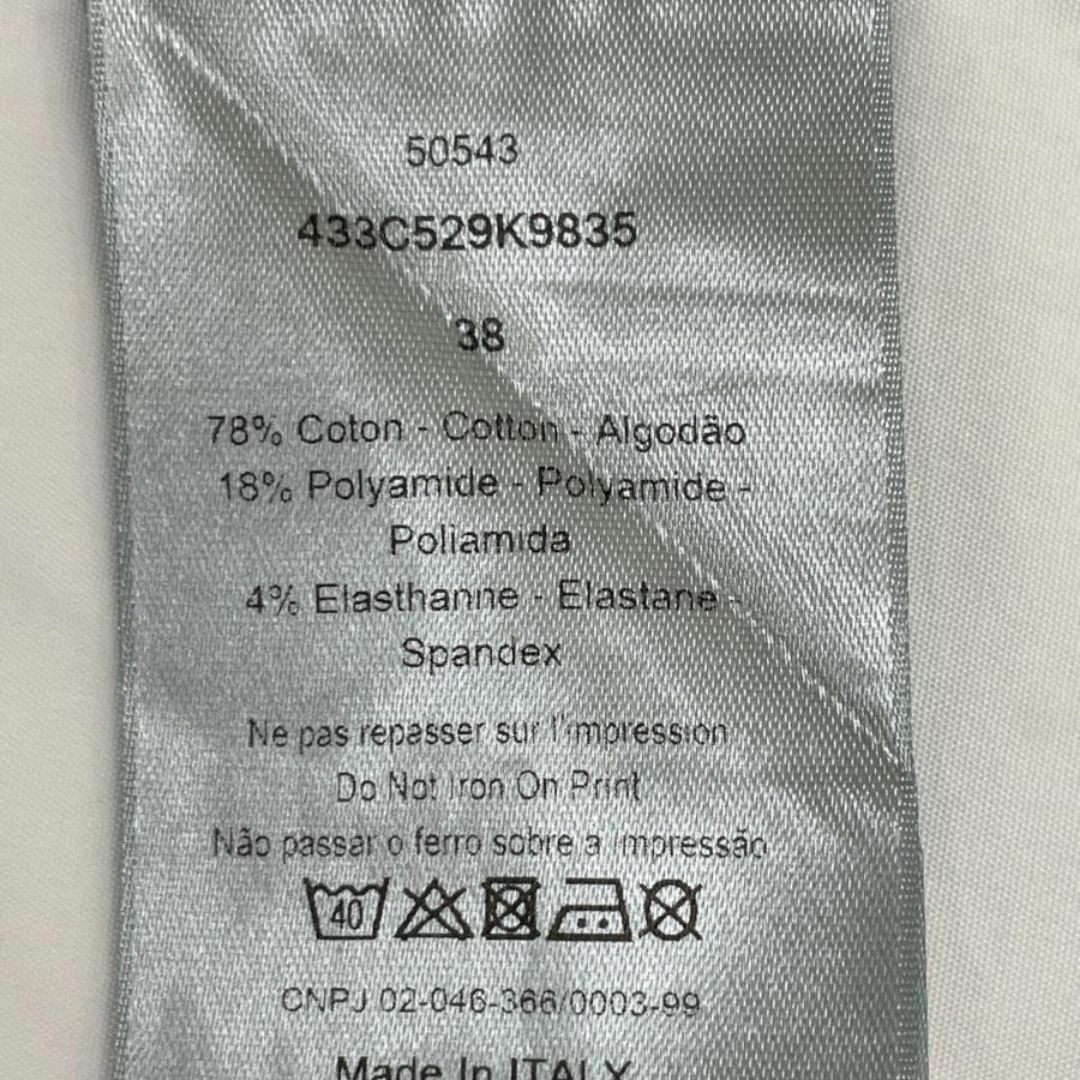 50543
433C529K9835
38
78% Coton - Cotton - Algodão
18% Polyamide - Polyamide -
Poliamida
4% Elasthanne - Elastane -
Spandex
Ne pas repasser sur l'impression
Do Not Iron On Print
Não passar o ferro sobre a impressão
40
CNPJ 02-046-366/0003-99
Made In ITALY